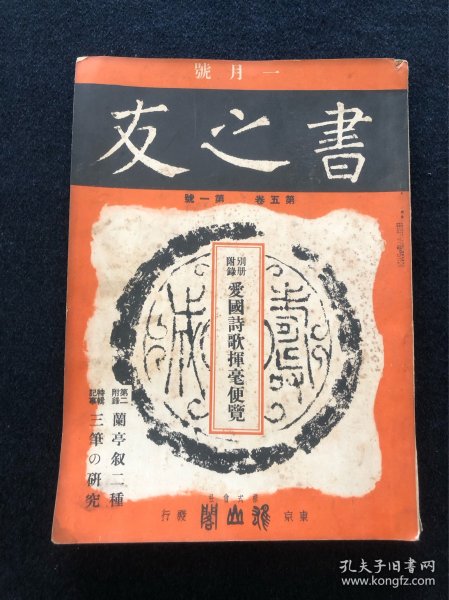 一月號
書之友
第五卷 第一號
別册附錄
愛國詩歌揮毫便覽
第二附錄
蘭亭叙二種
特輯記事
三筆の研究
東京 株式會社 雄山閣 發行
孔夫子旧书网
www.kongfz.com